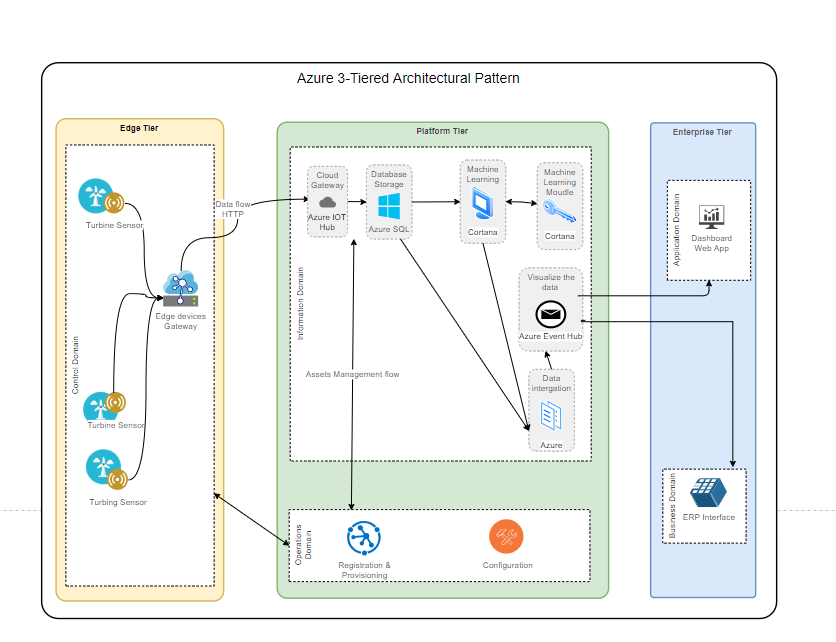 Azure 3-Tiered Architectural Pattern
Edge Tier
Turbine Sensor
Edge devices
Gateway
Control Domain
Turbine Sensor
Turbing Sensor
Data flow
HTTP
Platform Tier
Cloud
Gateway
Azure IOT
Hub
Database
Storage
Azure SQL
Machine
Learning
Cortana
Machine
Learning
Moudle
Cortana
Information Domain
Visualize the
data
Azure Event Hub
Assets Management flow
Data
intergation
Azure
Operations
Domain
Registration &
Provisioning
Configuration
Enterprise Tier
Application Domain
Dashboard
Web App
Business Domain
ERP Interface